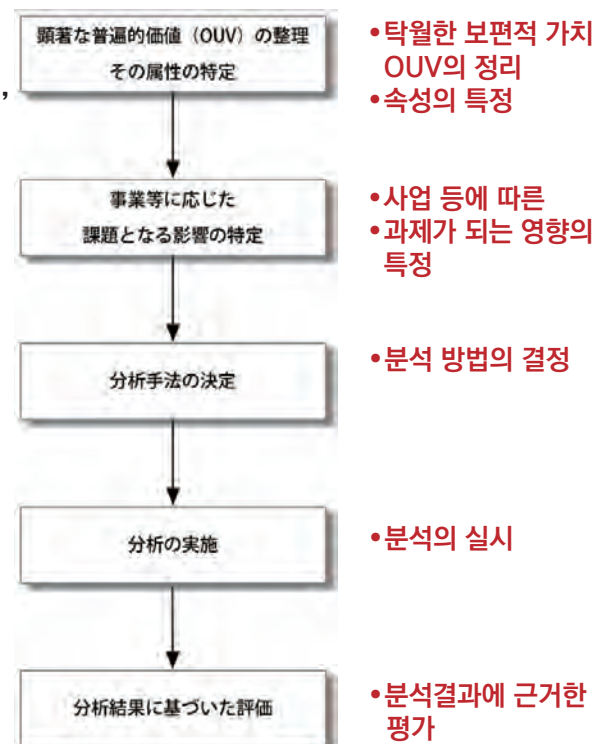 顕著な普遍的価値（OUV）の整理
その属性の特定
•탁월한 보편적 가치
OUV의 정리
•속성의 특정
,
事業等に応じた
課題となる影響の特定
•사업 등에 따른
•과제가 되는 영향의
특정
分析手法の決定
•분석 방법의 결정
分析の実施
•분석의 실시
分析結果に基づいた評価
•분석결과에 근거한
평가